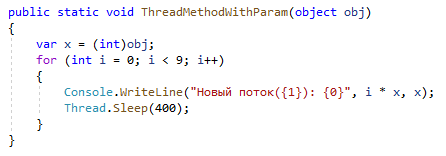 public static void ThreadMethodWithParam(object obj)
{
    var x = (int)obj;
    for (int i = 0; i < 9; i++)
    {
        Console.WriteLine("Новый поток({1}): {0}", i * x, x);
        Thread.Sleep(400);
    }
}